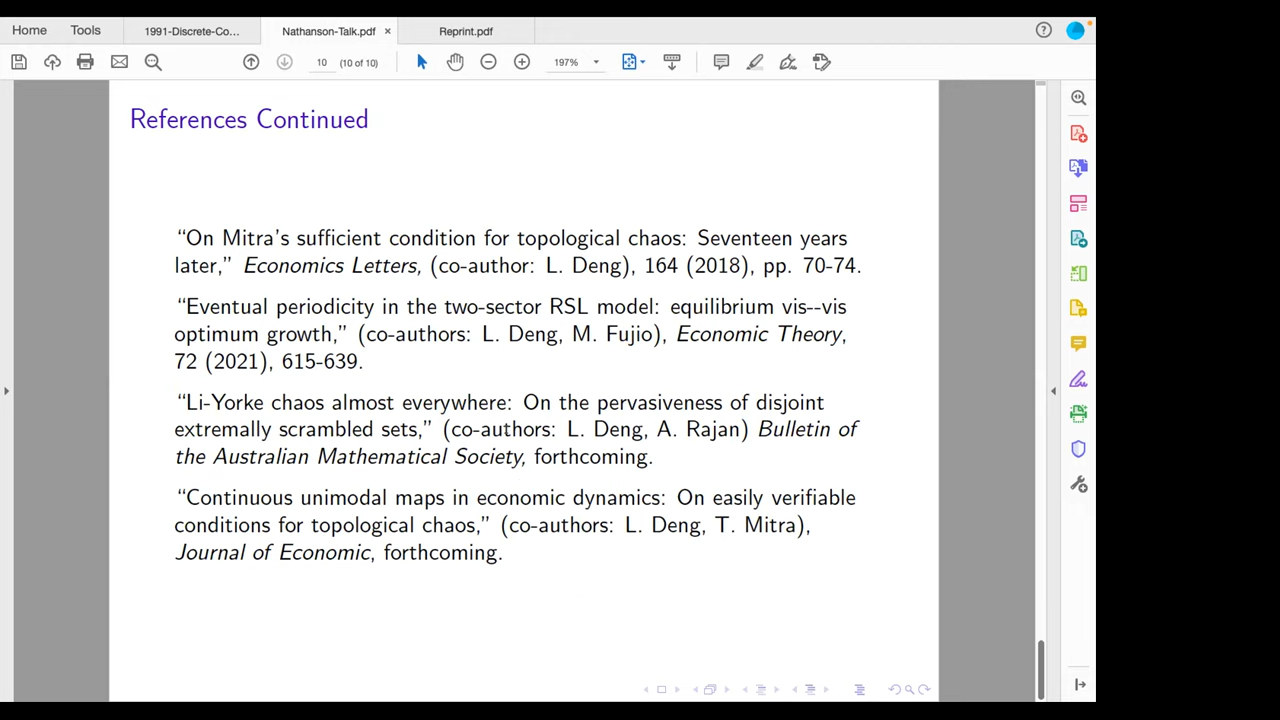 Home Tools 1991-Discrete-Co... Nathanson-Talk.pdf × Reprint.pdf
10 (10 of 10) 197%
References Continued
“On Mitra’s sufficient condition for topological chaos: Seventeen years
later,” Economics Letters, (co-author: L. Deng), 164 (2018), pp. 70-74.
“Eventual periodicity in the two-sector RSL model: equilibrium vis--vis
optimum growth,” (co-authors: L. Deng, M. Fujio), Economic Theory,
72 (2021), 615-639.
“Li-Yorke chaos almost everywhere: On the pervasiveness of disjoint
extremally scrambled sets,” (co-authors: L. Deng, A. Rajan) Bulletin of
the Australian Mathematical Society, forthcoming.
“Continuous unimodal maps in economic dynamics: On easily verifiable
conditions for topological chaos,” (co-authors: L. Deng, T. Mitra),
Journal of Economic, forthcoming.